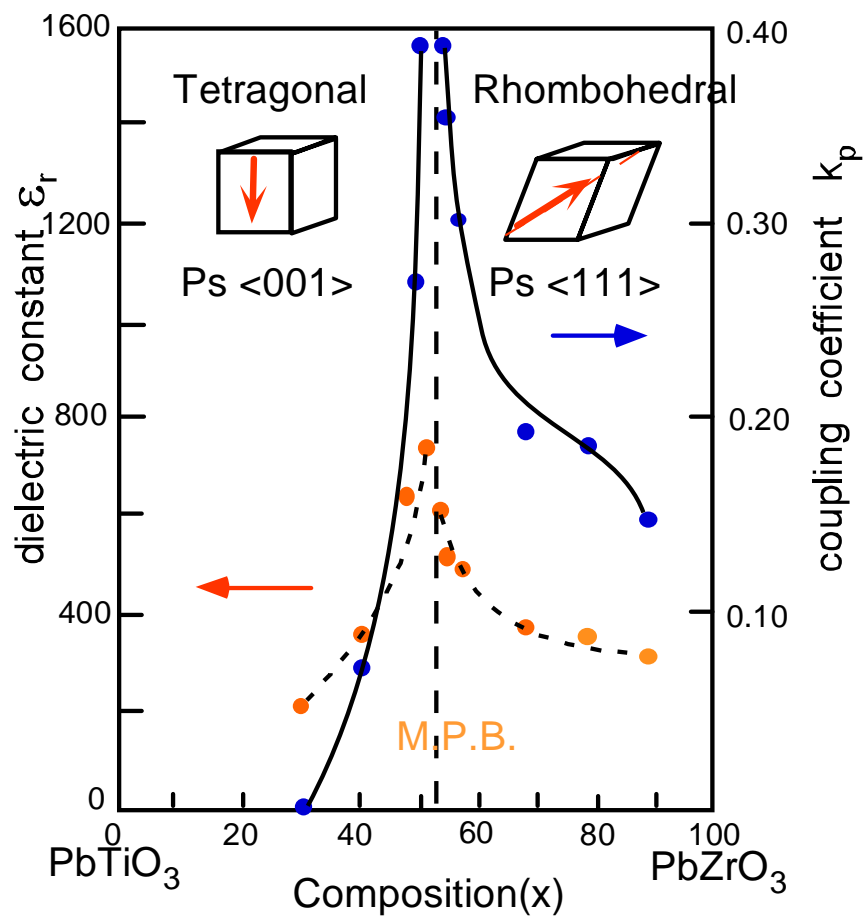 1600
1200
800
400
0
dielectric constant εr
Tetragonal
Ps <001>
Rhombohedral
Ps <111>
M.P.B.
0.40
0.30
0.20
0.10
coupling coefficient kp
0 20 40 60 80 100
PbTiO3 PbZrO3
Composition(x)